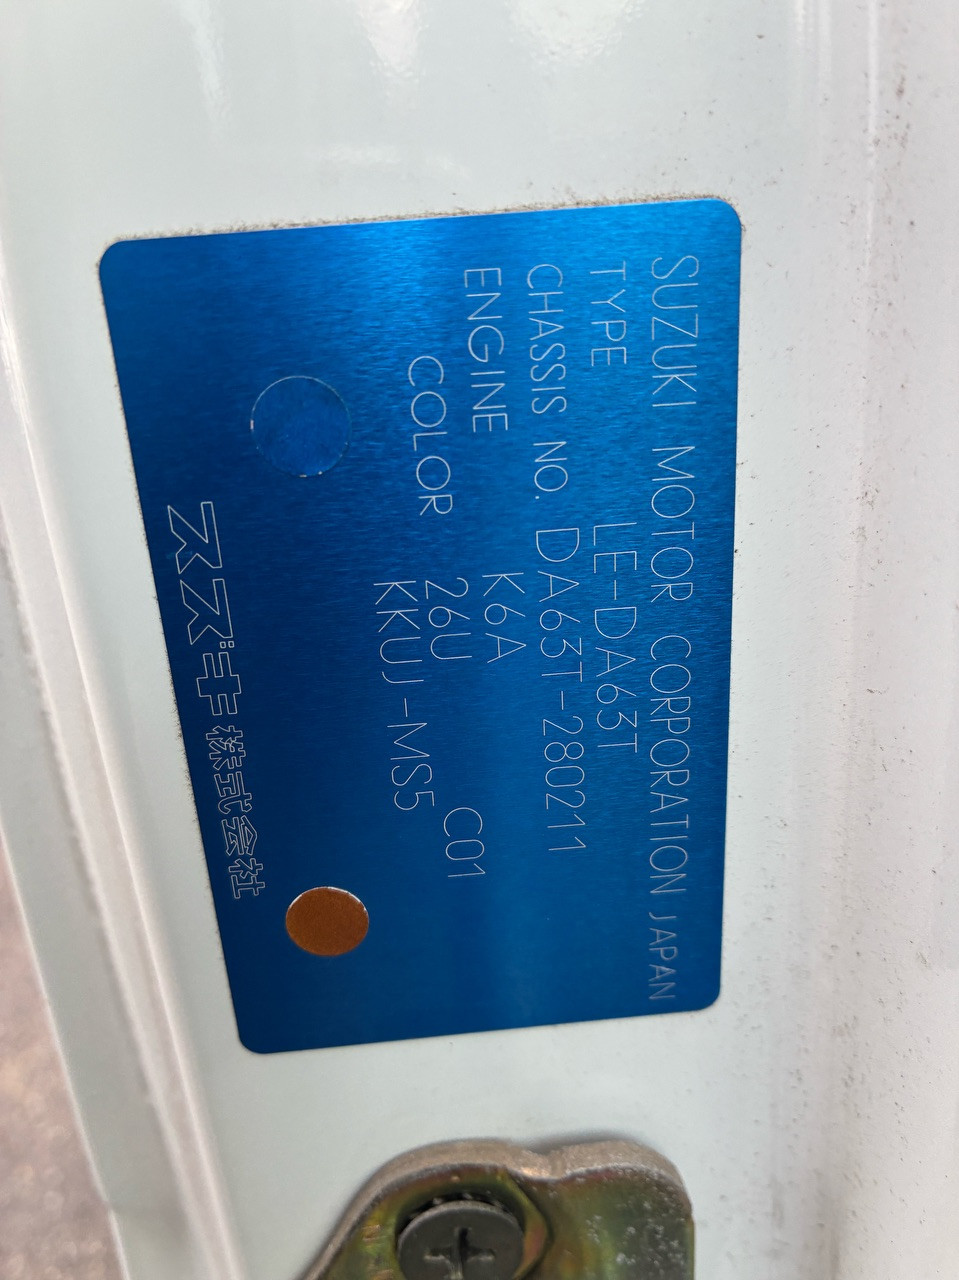 SUZUKI MOTOR CORPORATION JAPAN
TYPE LE-DA63T
CHASSIS NO. DA63T-280211
ENGINE K6A
COLOR 26U C01
KKUJ-MS5
スズキ株式会社